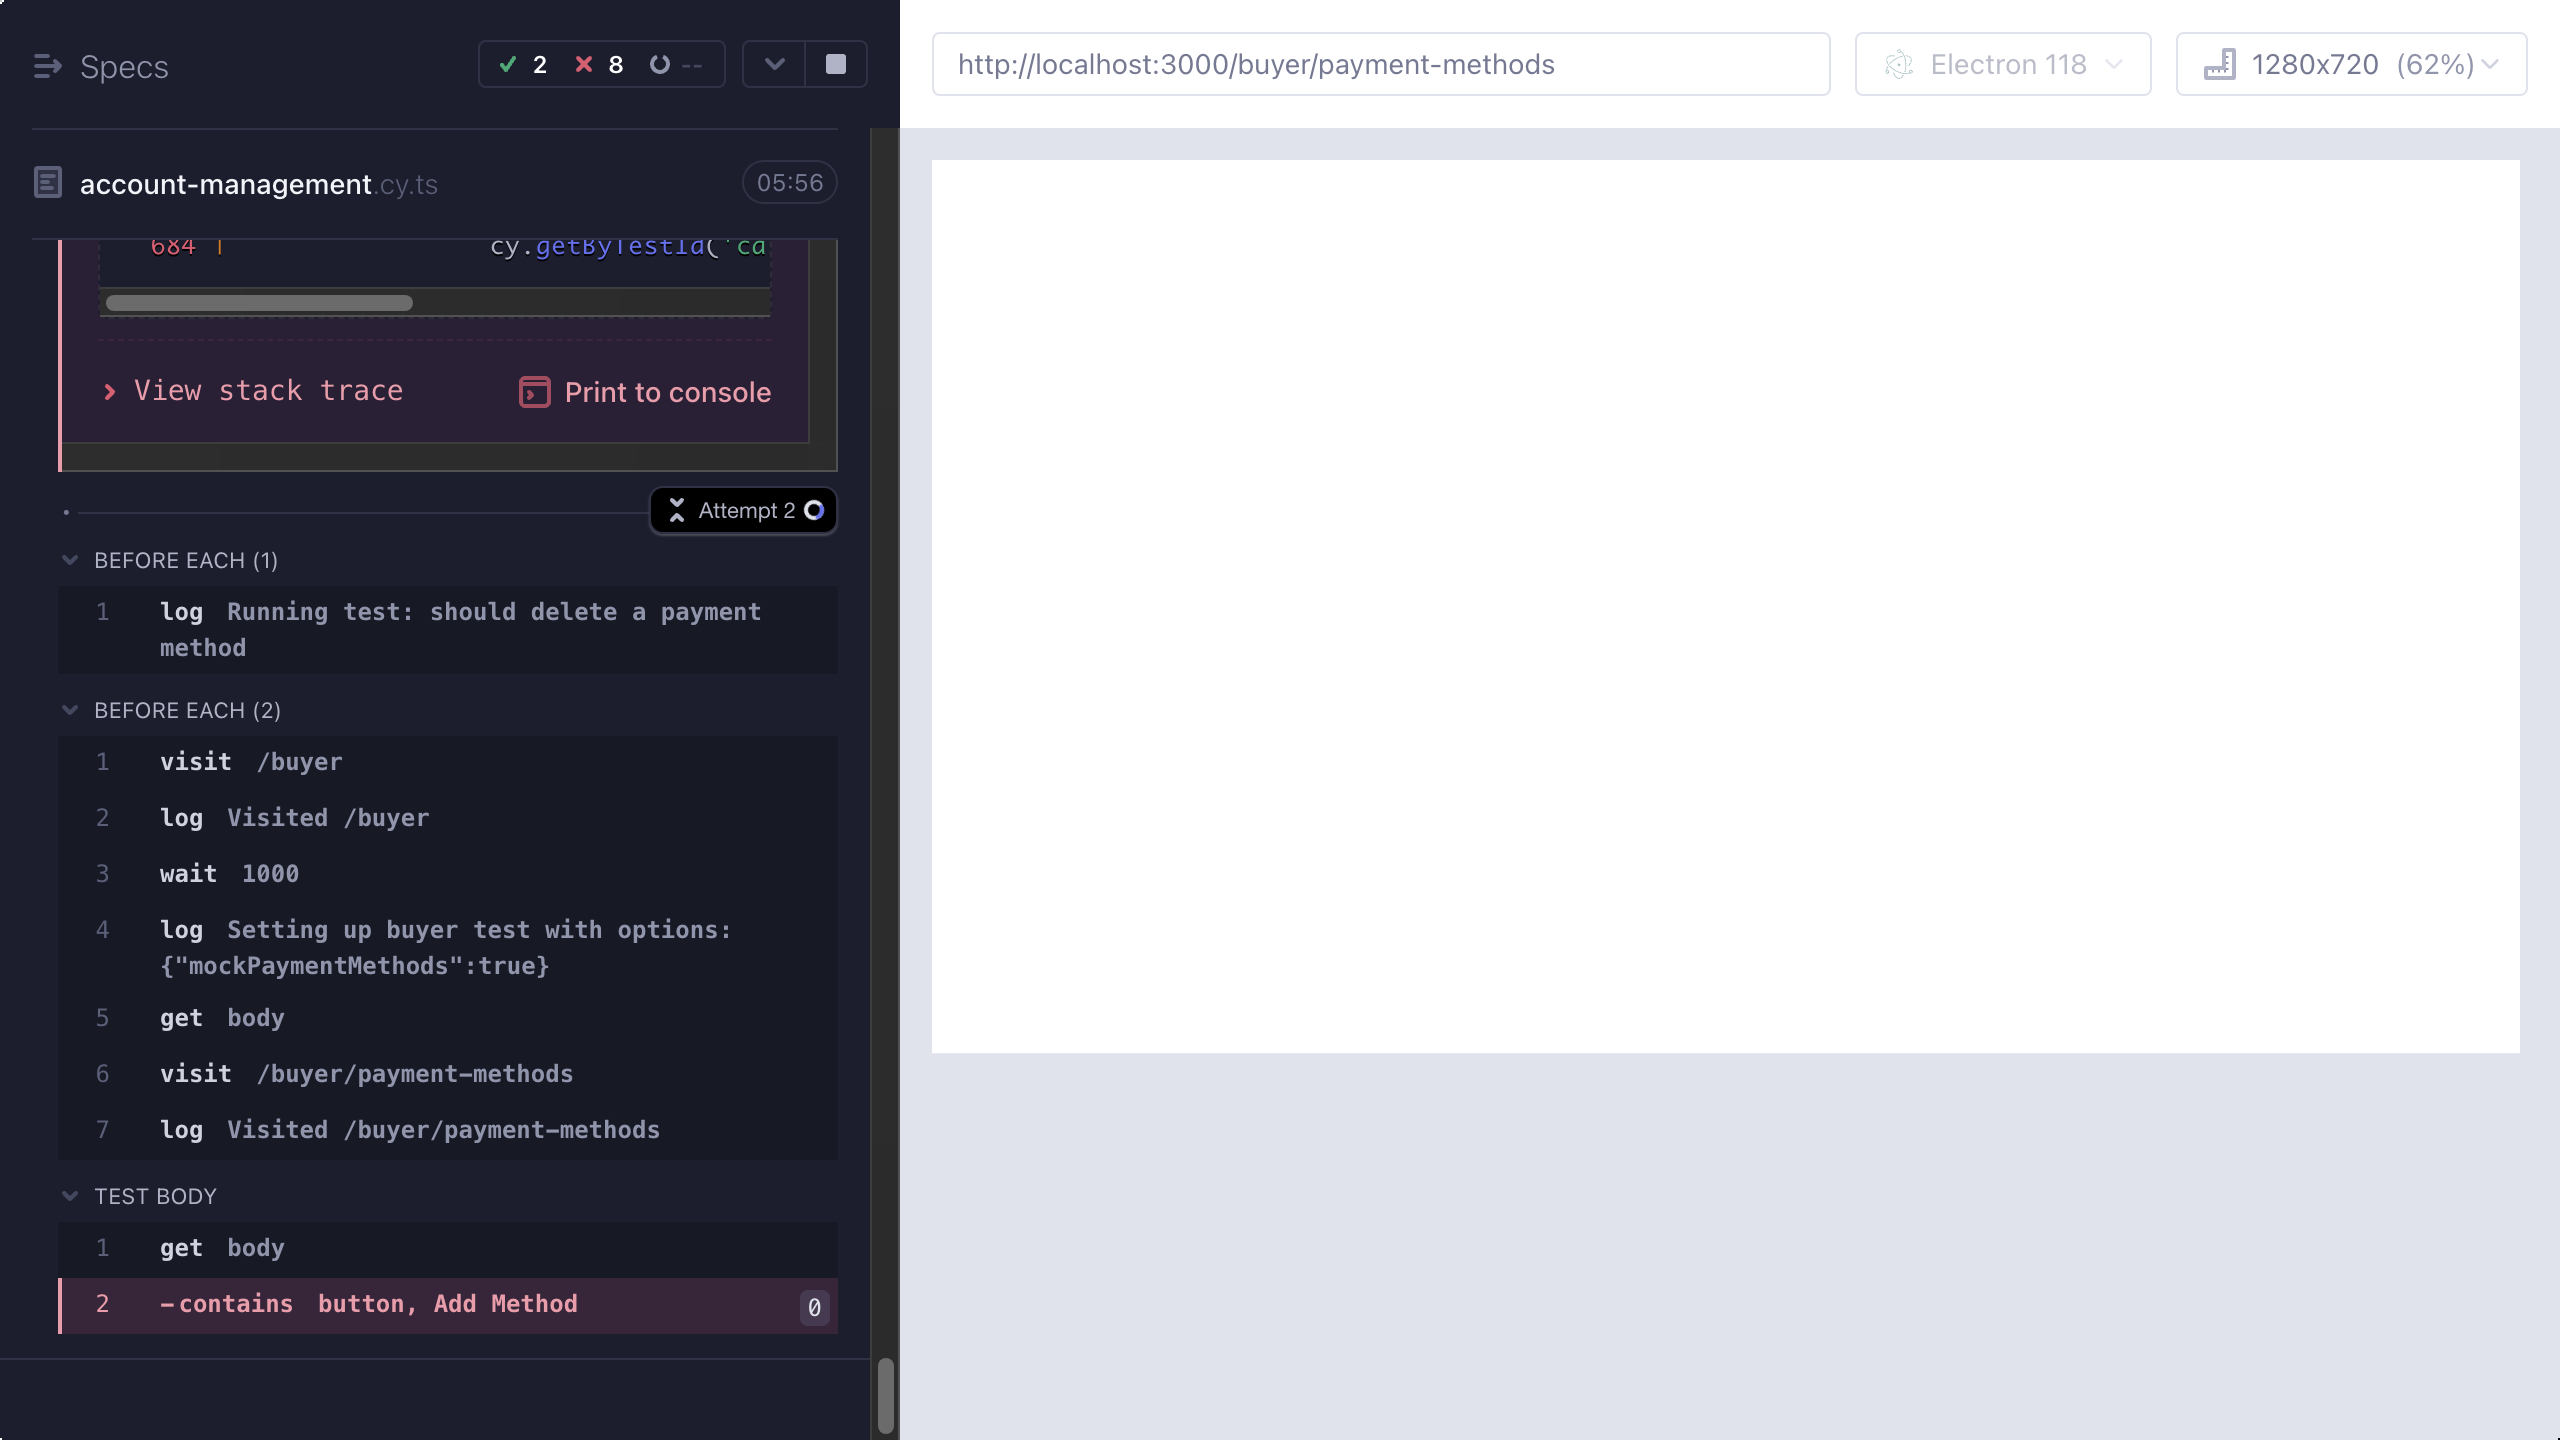 Specs
2 8 --
http://localhost:3000/buyer/payment-methods
Electron 118
1280x720 (62%)
account-management.cy.ts
05:56
684 | cy.getByTestId('cd
View stack trace
Print to console
Attempt 2
BEFORE EACH (1)
1 log Running test: should delete a payment
method
BEFORE EACH (2)
1 visit /buyer
2 log Visited /buyer
3 wait 1000
4 log Setting up buyer test with options:
{"mockPaymentMethods":true}
5 get body
6 visit /buyer/payment-methods
7 log Visited /buyer/payment-methods
TEST BODY
1 get body
2 -contains button, Add Method 0